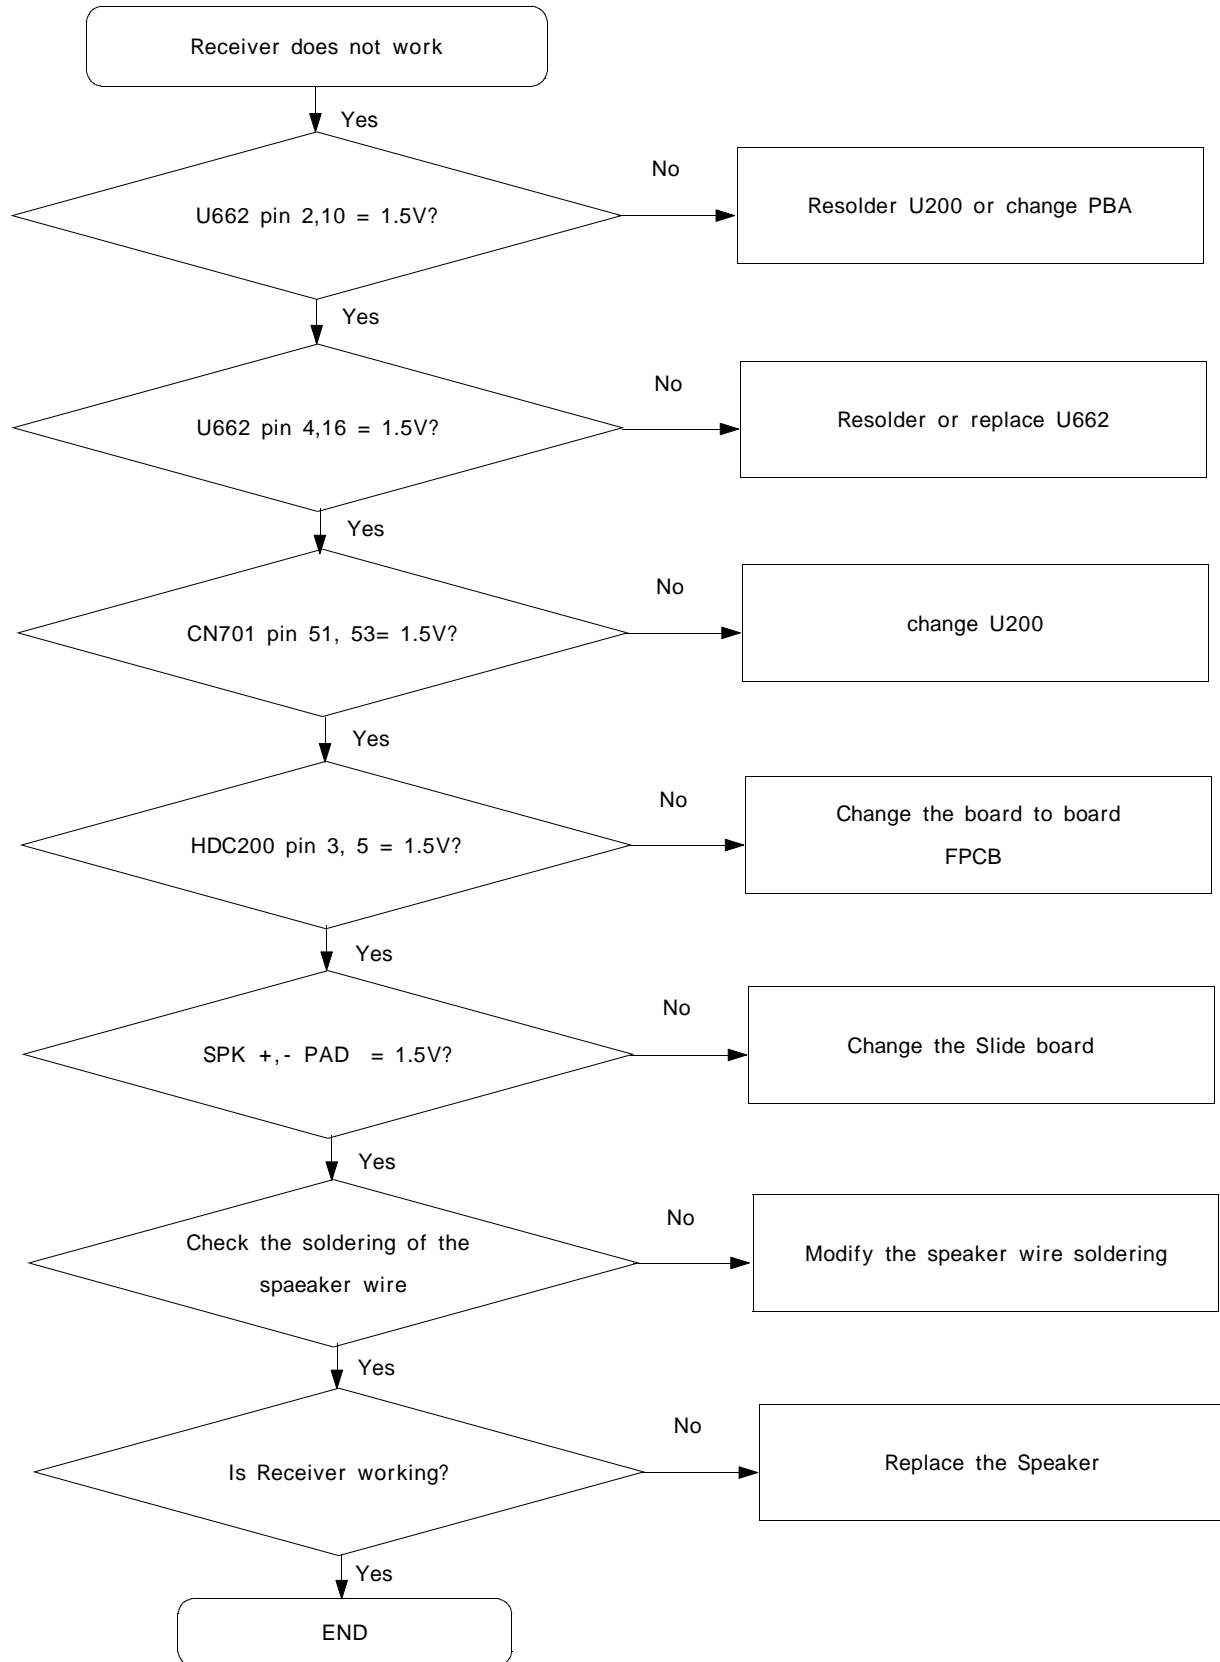 Receiver does not work
Yes
U662 pin 2,10 = 1.5V?
No
Resolder U200 or change PBA
Yes
U662 pin 4,16 = 1.5V?
No
Resolder or replace U662
Yes
CN701 pin 51, 53= 1.5V?
No
change U200
Yes
HDC200 pin 3, 5 = 1.5V?
No
Change the board to board
FPCB
Yes
SPK +,- PAD = 1.5V?
No
Change the Slide board
Yes
Check the soldering of the
spaeaker wire
No
Modify the speaker wire soldering
Yes
Is Receiver working?
No
Replace the Speaker
Yes
END